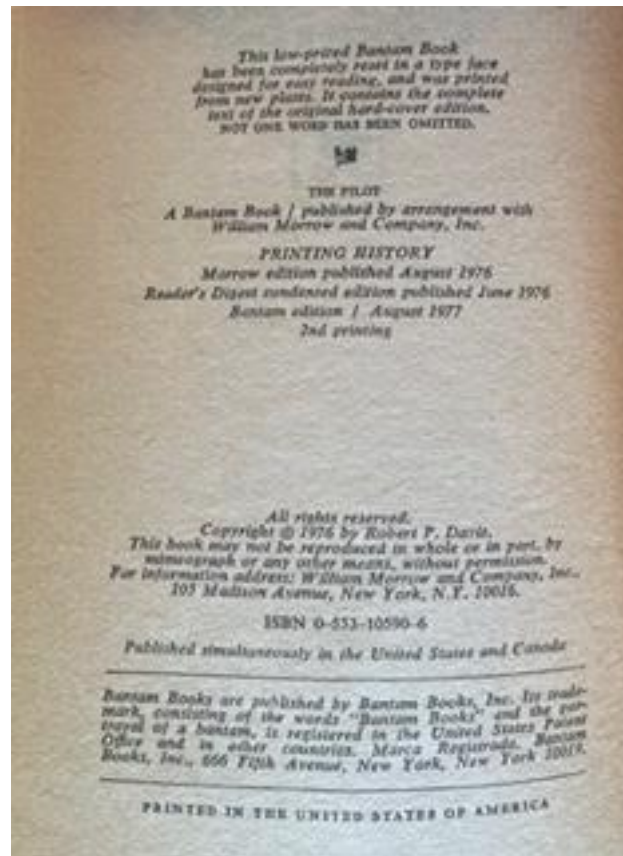 This low-priced Bantam Book
has been completely reset in a type face
designed for easy reading, and was printed
from new plates. It contains the complete
text of the original hard-cover edition.
NOT ONE WORD HAS BEEN OMITTED.
THE PILOT
A Bantam Book / published by arrangement with
William Morrow and Company, Inc.
PRINTING HISTORY
Morrow edition published August 1976
Reader's Digest condensed edition published June 1976
Bantam edition / August 1977
2nd printing
All rights reserved.
Copyright © 1976 by Robert P. Davis.
This book may not be reproduced in whole or in part, by
mimeograph or any other means, without permission.
For information address: William Morrow and Company, Inc.,
105 Madison Avenue, New York, N.Y. 10016.
ISBN 0-553-10590-6
Published simultaneously in the United States and Canada
Bantam Books are published by Bantam Books, Inc. Its trade-
mark, consisting of the words "Bantam Books" and the por-
trayal of a bantam, is registered in the United States Patent
Office and in other countries. Marca Registrada. Bantam
Books, Inc., 666 Fifth Avenue, New York, New York 10019.
PRINTED IN THE UNITED STATES OF AMERICA